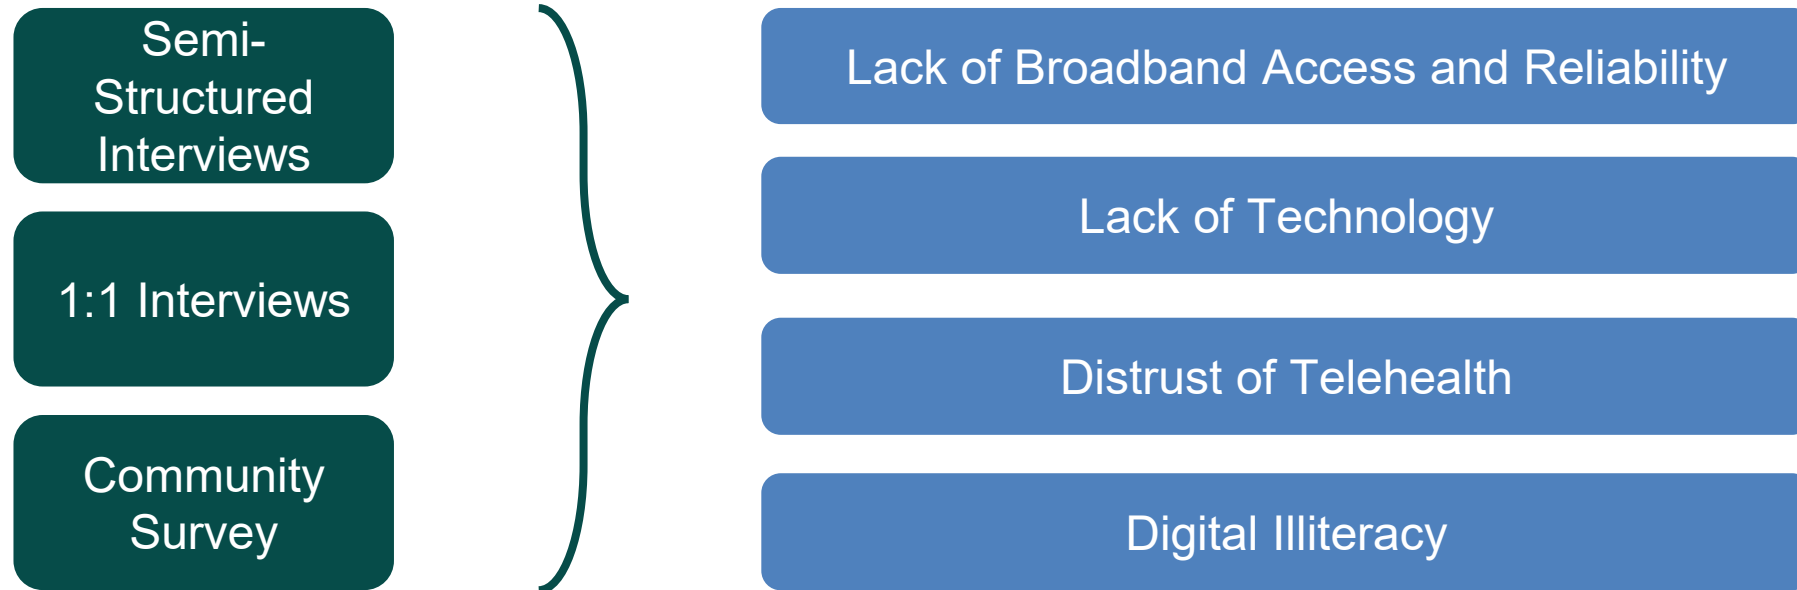 Semi-
Structured
Interviews
1:1 Interviews
Community
Survey
Lack of Broadband Access and Reliability
Lack of Technology
Distrust of Telehealth
Digital Illiteracy